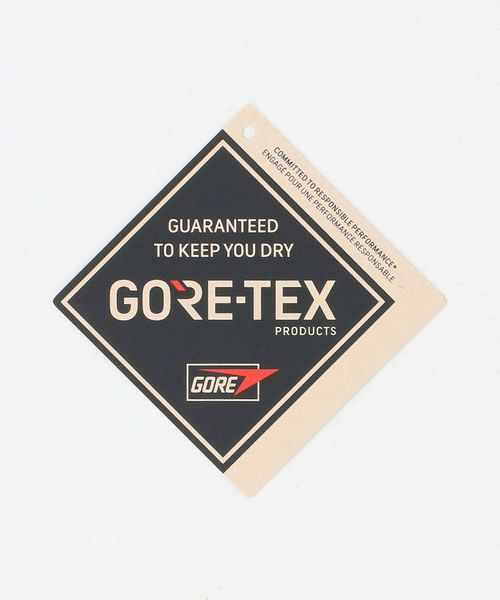 COMMITTED TO RESPONSIBLE PERFORMANCE*
ENGAGÉ POUR UNE PERFORMANCE RESPONSABLE
GUARANTEED
TO KEEP YOU DRY
GORE-TEX
PRODUCTS
GORE